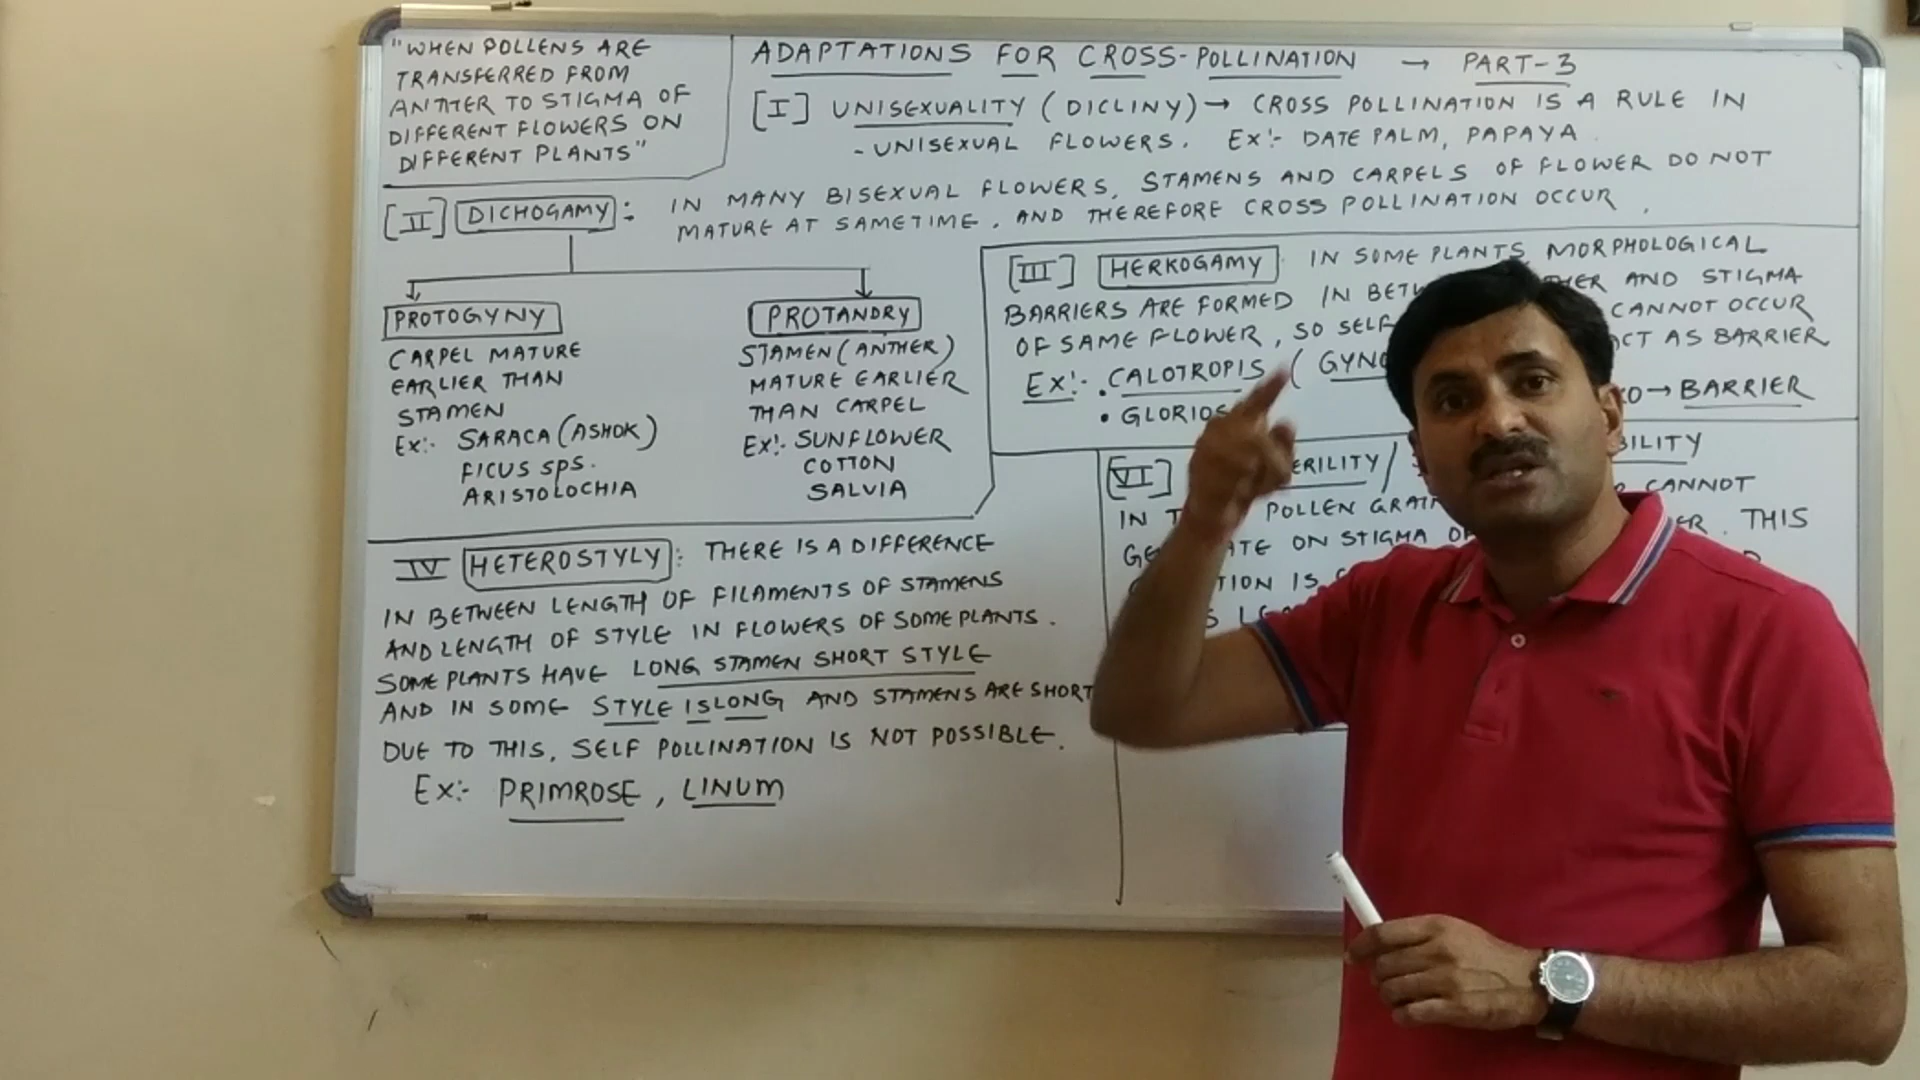 "WHEN POLLENS ARE
TRANSFERRED FROM
ANTHER TO STIGMA OF
DIFFERENT FLOWERS ON
DIFFERENT PLANTS"
ADAPTATIONS FOR CROSS-POLLINATION → PART-3
[I] UNISEXUALITY (DICLINY) → CROSS POLLINATION IS A RULE IN
- UNISEXUAL FLOWERS. EX:- DATE PALM, PAPAYA
[II] DICHOGAMY : IN MANY BISEXUAL FLOWERS, STAMENS AND CARPELS OF FLOWER DO NOT
MATURE AT SAME TIME, AND THEREFORE CROSS POLLINATION OCCUR.
PROTOGYNY
CARPEL MATURE
EARLIER THAN
STAMEN
EX:- SARACA (ASHOK)
FICUS SPS.
ARISTOLOCHIA
PROTANDRY
STAMEN (ANTHER)
MATURE EARLIER
THAN CARPEL
EX:- SUNFLOWER
COTTON
SALVIA
[III] HERKOGAMY : IN SOME PLANTS, MORPHOLOGICAL
BARRIERS ARE FORMED IN AND STIGMA
OF SAME FLOWER, SO SELF CANNOT OCCUR
EX:- • CALOTROPIS ( ACT AS BARRIER
• → BARRIER
IV HETEROSTYLY : THERE IS A DIFFERENCE
IN BETWEEN LENGTH OF FILAMENTS OF STAMENS
AND LENGTH OF STYLE IN FLOWERS OF SOME PLANTS.
SOME PLANTS HAVE LONG STAMEN SHORT STYLE
AND IN SOME STYLE IS LONG AND STAMENS ARE SHORT
DUE TO THIS, SELF POLLINATION IS NOT POSSIBLE.
EX:- PRIMROSE, LINUM
[VI]
IN POLLEN CANNOT
ON STIGMA THIS
IS